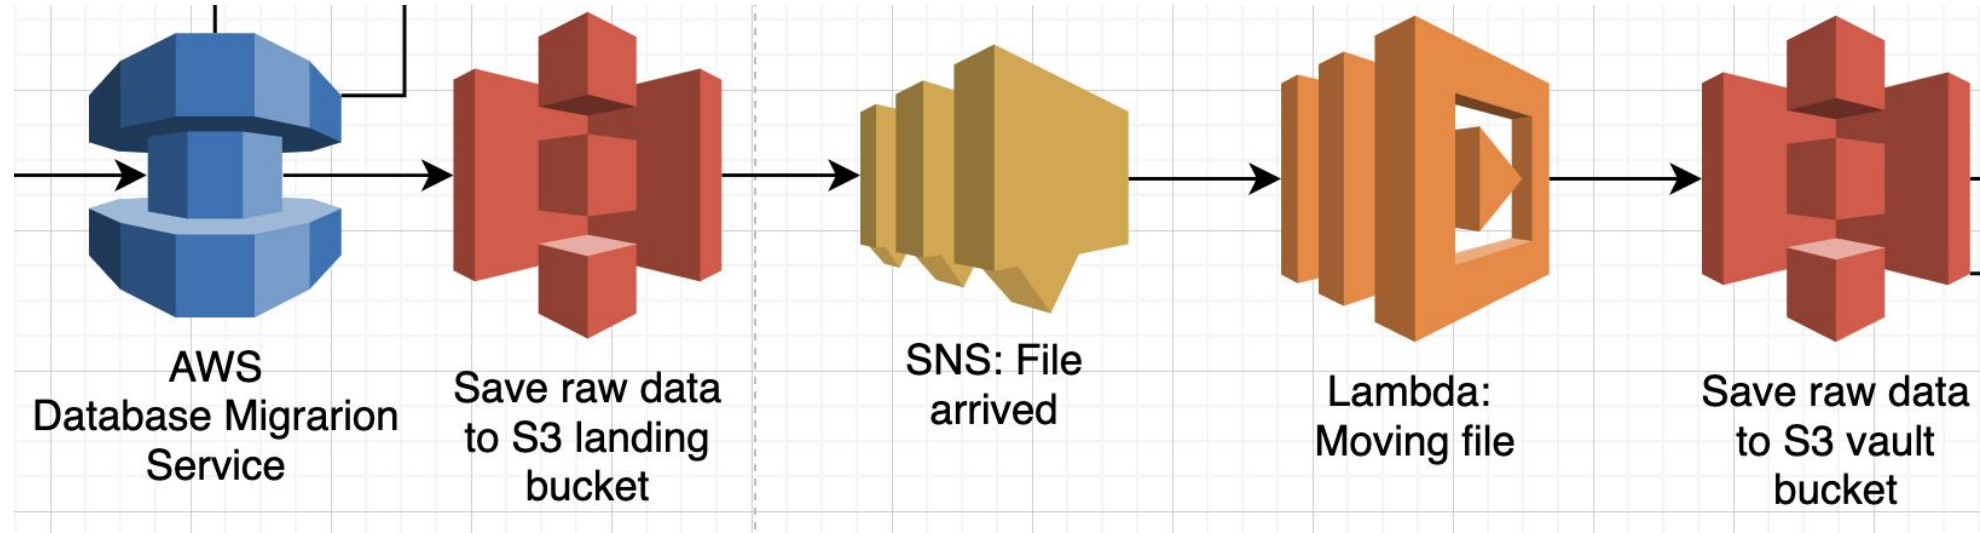 AWS
Database Migrarion
Service
Save raw data
to S3 landing
bucket
SNS: File
arrived
Lambda:
Moving file
Save raw data
to S3 vault
bucket